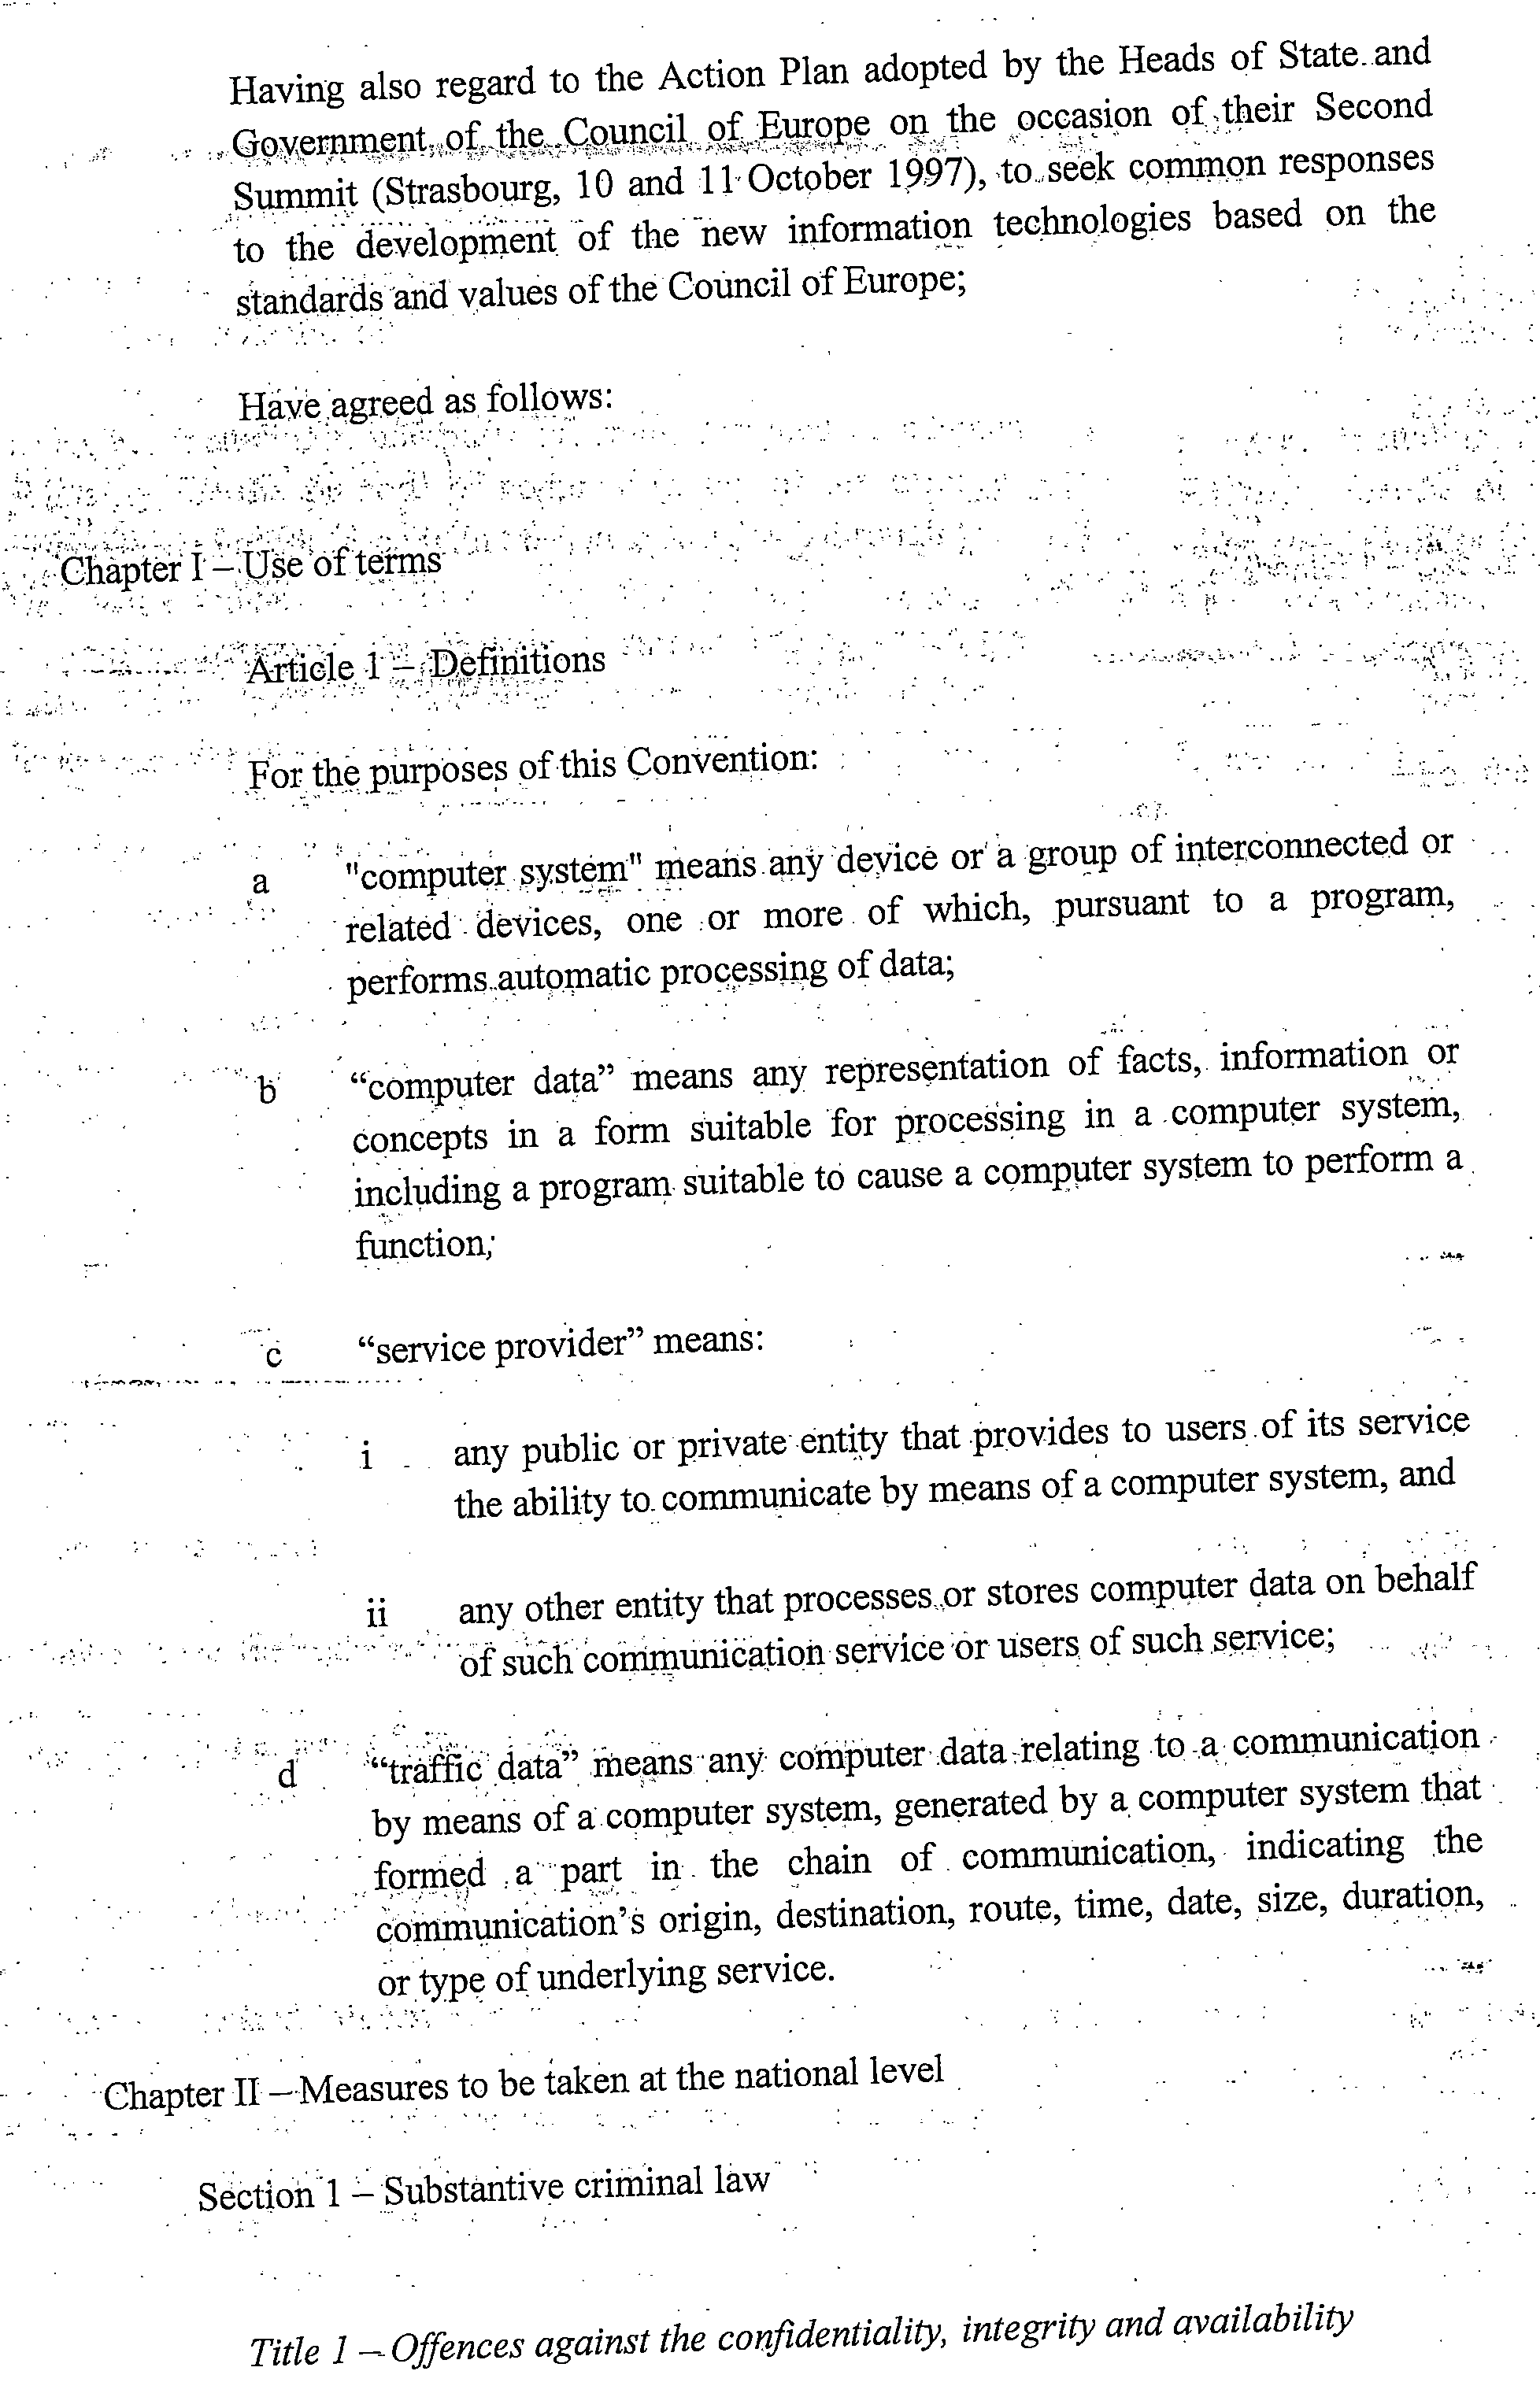 Having also regard to the Action Plan adopted by the Heads of State and
Government of the Council of Europe on the occasion of their Second
Summit (Strasbourg, 10 and 11 October 1997), to seek common responses
to the development of the new information technologies based on the
standards and values of the Council of Europe;
Have agreed as follows:
Chapter I – Use of terms
Article 1 – Definitions
For the purposes of this Convention:
a "computer system" means any device or a group of interconnected or
related devices, one or more of which, pursuant to a program,
performs automatic processing of data;
b “computer data” means any representation of facts, information or
concepts in a form suitable for processing in a computer system,
including a program suitable to cause a computer system to perform a
function;
c “service provider” means:
i any public or private entity that provides to users of its service
the ability to communicate by means of a computer system, and
ii any other entity that processes or stores computer data on behalf
of such communication service or users of such service;
d “traffic data” means any computer data relating to a communication
by means of a computer system, generated by a computer system that
formed a part in the chain of communication, indicating the
communication’s origin, destination, route, time, date, size, duration,
or type of underlying service.
Chapter II – Measures to be taken at the national level
Section 1 – Substantive criminal law
Title 1 – Offences against the confidentiality, integrity and availability